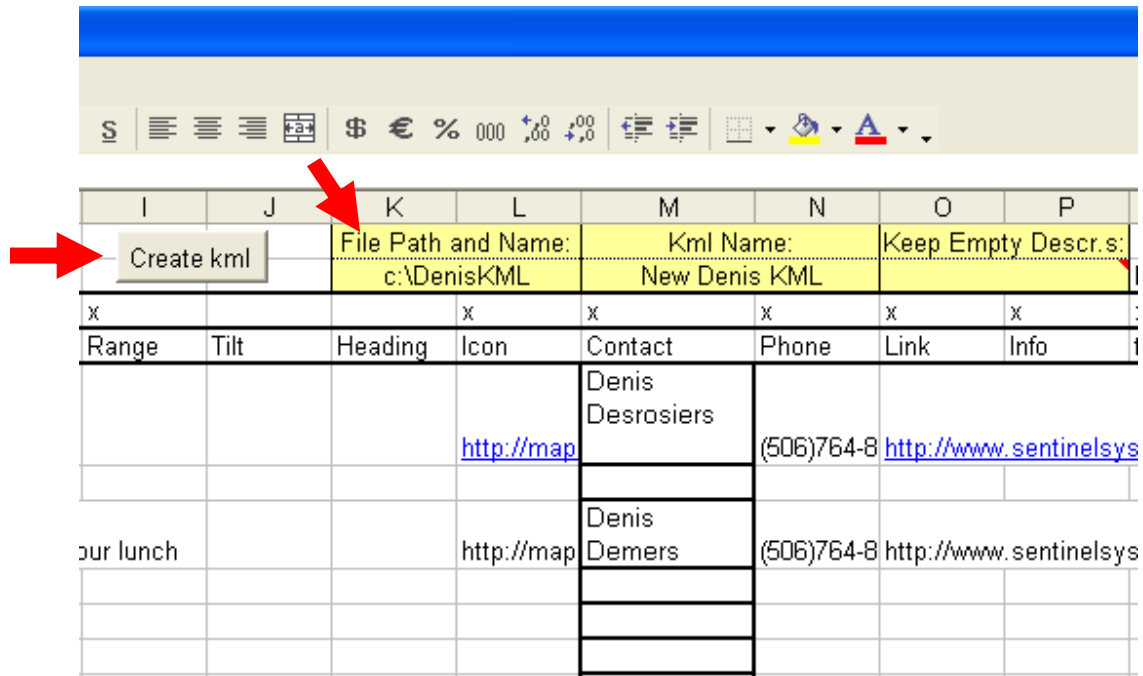 S $ € % 000 ,00 ,0 A
I J K L M N O P
Create kml File Path and Name: Kml Name: Keep Empty Descr.s:
c:\DenisKML New Denis KML
x x x x x x
Range Tilt Heading Icon Contact Phone Link Info
Denis
Desrosiers
http://map (506)764-8 http://www.sentinelsys
Denis
our lunch http://map Demers (506)764-8 http://www.sentinelsys